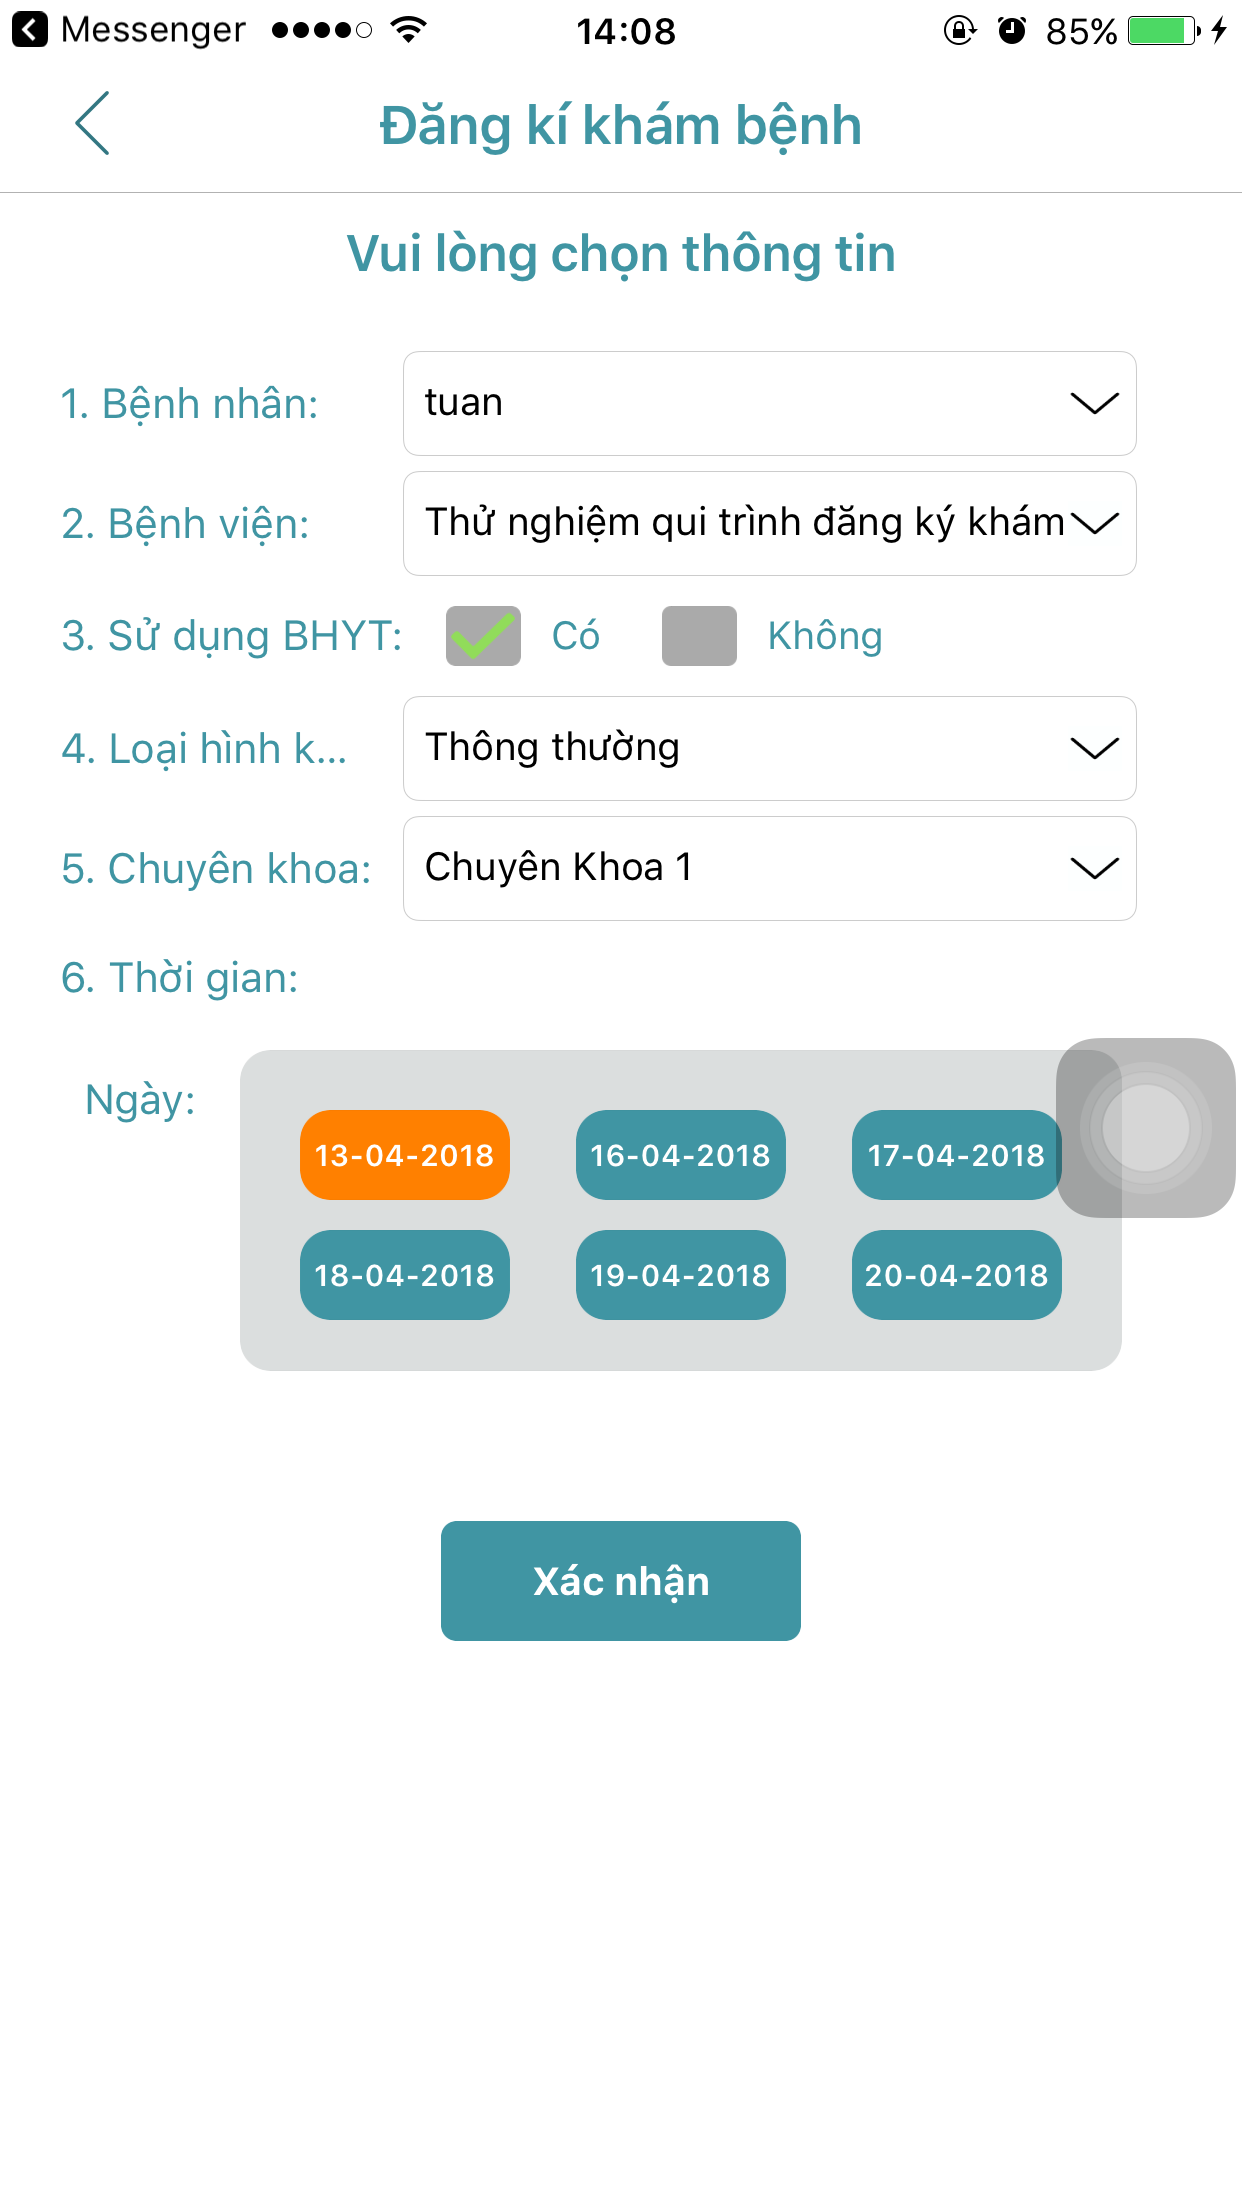 Messenger 14:08 85%
Đăng kí khám bệnh
Vui lòng chọn thông tin
1. Bệnh nhân: tuan
2. Bệnh viện: Thử nghiệm qui trình đăng ký khám
3. Sử dụng BHYT: Có Không
4. Loại hình k... Thông thường
5. Chuyên khoa: Chuyên Khoa 1
6. Thời gian:
Ngày: 13-04-2018 16-04-2018 17-04-2018
18-04-2018 19-04-2018 20-04-2018
Xác nhận